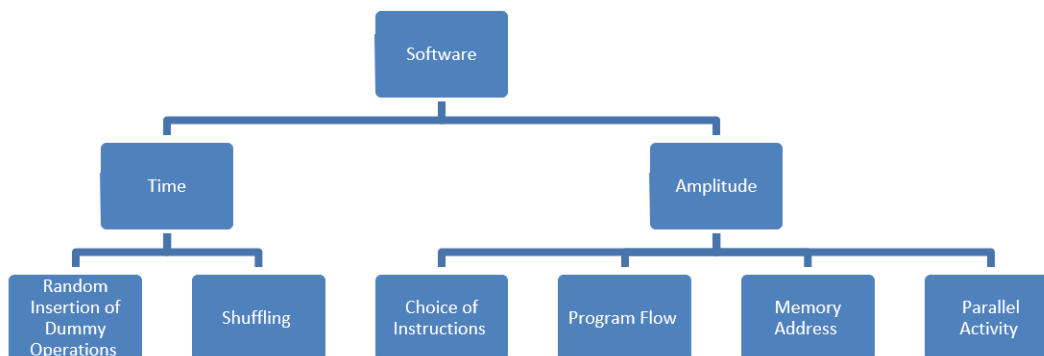 Software
Time
Amplitude
Random
Insertion of
Dummy
Operations
Shuffling
Choice of
Instructions
Program Flow
Memory
Address
Parallel
Activity